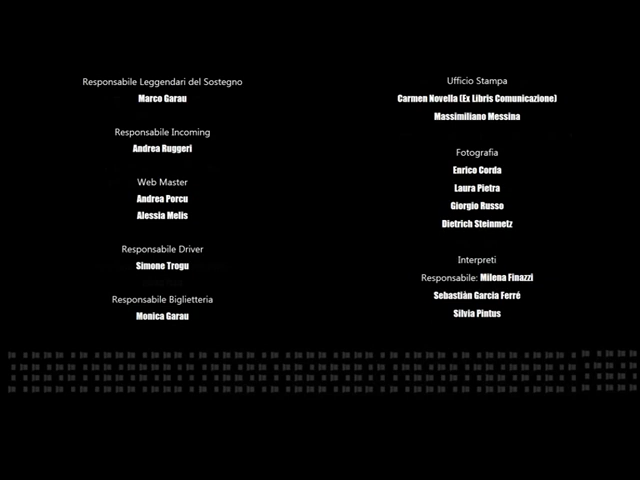 Responsabile Leggendari del Sostegno
Marco Garau
Responsabile Incoming
Andrea Ruggeri
Web Master
Andrea Porcu
Alessia Melis
Responsabile Driver
Simone Trogu
Responsabile Biglietteria
Monica Garau
Ufficio Stampa
Carmen Novella (Ex Libris Comunicazione)
Massimiliano Messina
Fotografia
Enrico Corda
Laura Pietra
Giorgio Russo
Dietrich Steinmetz
Interpreti
Responsabile: Milena Finazzi
Sebastiàn Garcia Ferré
Silvia Pintus